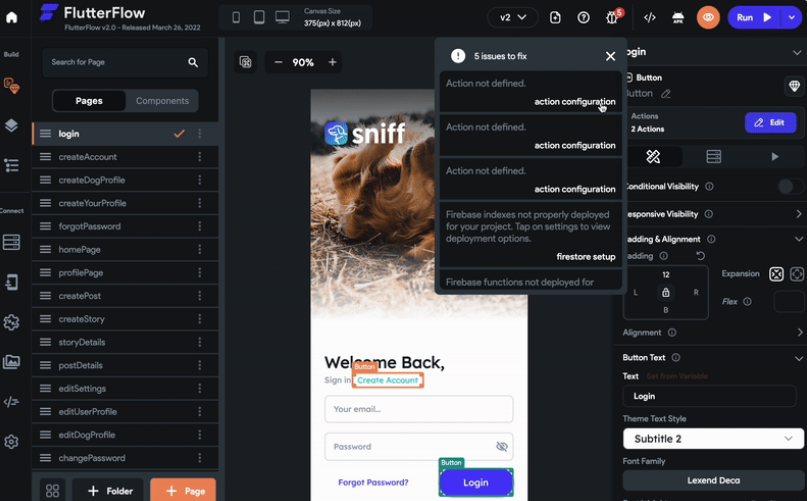 FlutterFlow
FlutterFlow v2.0 - Released March 26, 2022
Canvas Size
375(px) x 812(px)
v2
5
Run
Build
Search for Page
Pages
Components
login
createAccount
createDogProfile
createYourProfile
forgotPassword
homePage
profilePage
createPost
createStory
storyDetails
postDetails
editSettings
editUserProfile
editDogProfile
changePassword
Connect
+ Folder
+ Page
90%
sniff
Welcome Back,
Button
Sign in
Create Account
Your email...
Password
Forgot Password?
Button
Login
5 issues to fix
Action not defined.
action configuration
Action not defined.
action configuration
Action not defined.
action configuration
Firebase indexes not properly deployed
for your project. Tap on settings to view
deployment options.
firestore setup
Firebase functions not deployed for
ogin
Button
Button
Actions
2 Actions
Edit
onditional Visibility
esponsive Visibility
adding & Alignment
adding
12
L
R
B
Expansion
Flex
Alignment
Button Text
Text
Set from Variable
Login
Theme Text Style
Subtitle 2
Font Family
Lexend Deca